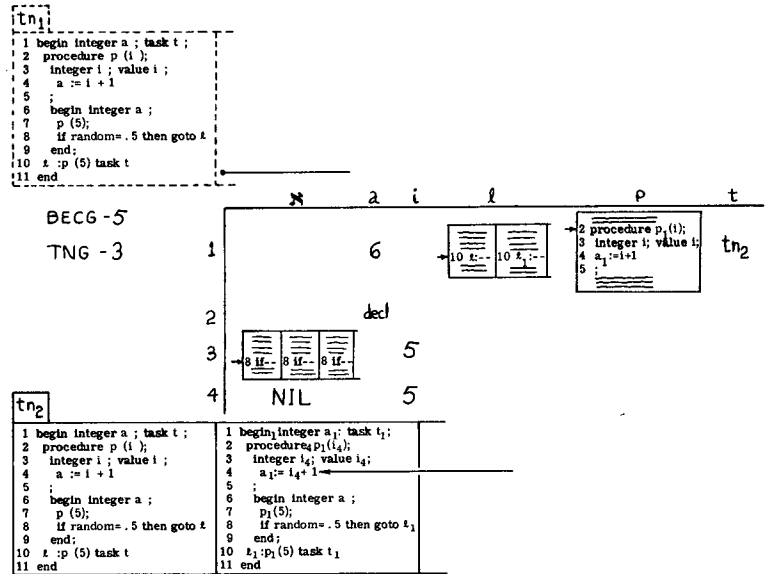 tn₁
1 begin integer a ; task t ;
2 procedure p (i );
3 integer i ; value i ;
4 a := i + 1
5 ;
6 begin integer a ;
7 p (5);
8 if random= . 5 then goto ℓ
9 end;
10 ℓ :p (5) task t
11 end
ℵ a i ℓ p t
BECG -5
TNG -3
1 6 10 ℓ:-- 10 ℓ₁:-- tn₂
2 procedure p₁(i);
3 integer i; value i;
4 a₁:=i+1
5 ;
2 decl
3 8 if-- 8 if-- 8 if-- 5
4 NIL 5
tn₂
1 begin integer a ; task t ;
2 procedure p (i );
3 integer i ; value i ;
4 a := i + 1
5 ;
6 begin integer a ;
7 p (5);
8 if random= . 5 then goto ℓ
9 end;
10 ℓ :p (5) task t
11 end
1 begin₁integer a₁: task t₁;
2 procedure₄p₁(i₄);
3 integer i₄; value i₄;
4 a₁:= i₄+ 1
5 ;
6 begin integer a ;
7 p₁(5);
8 if random= . 5 then goto ℓ₁
9 end;
10 ℓ₁:p₁(5) task t₁
11 end